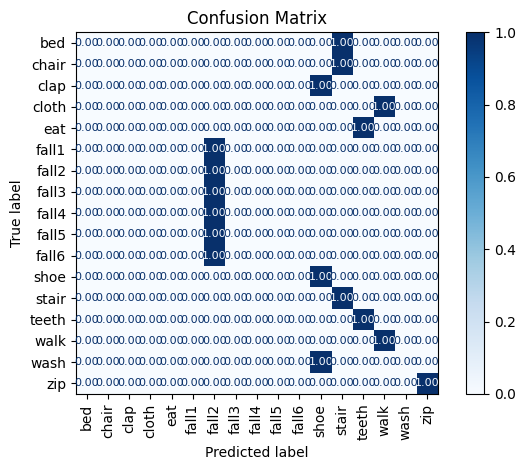 Confusion Matrix
bed 0.00 0.00 0.00 0.00 0.00 0.00 0.00 0.00 0.00 0.00 0.00 0.00 1.00 0.00 0.00 0.00 0.00
chair 0.00 0.00 0.00 0.00 0.00 0.00 0.00 0.00 0.00 0.00 0.00 0.00 1.00 0.00 0.00 0.00 0.00
clap 0.00 0.00 0.00 0.00 0.00 0.00 0.00 0.00 0.00 0.00 0.00 1.00 0.00 0.00 0.00 0.00 0.00
cloth 0.00 0.00 0.00 0.00 0.00 0.00 0.00 0.00 0.00 0.00 0.00 0.00 0.00 0.00 1.00 0.00 0.00
eat 0.00 0.00 0.00 0.00 0.00 0.00 0.00 0.00 0.00 0.00 0.00 0.00 0.00 1.00 0.00 0.00 0.00
fall1 0.00 0.00 0.00 0.00 0.00 0.00 1.00 0.00 0.00 0.00 0.00 0.00 0.00 0.00 0.00 0.00 0.00
fall2 0.00 0.00 0.00 0.00 0.00 0.00 1.00 0.00 0.00 0.00 0.00 0.00 0.00 0.00 0.00 0.00 0.00
fall3 0.00 0.00 0.00 0.00 0.00 0.00 1.00 0.00 0.00 0.00 0.00 0.00 0.00 0.00 0.00 0.00 0.00
fall4 0.00 0.00 0.00 0.00 0.00 0.00 1.00 0.00 0.00 0.00 0.00 0.00 0.00 0.00 0.00 0.00 0.00
fall5 0.00 0.00 0.00 0.00 0.00 0.00 1.00 0.00 0.00 0.00 0.00 0.00 0.00 0.00 0.00 0.00 0.00
fall6 0.00 0.00 0.00 0.00 0.00 0.00 1.00 0.00 0.00 0.00 0.00 0.00 0.00 0.00 0.00 0.00 0.00
shoe 0.00 0.00 0.00 0.00 0.00 0.00 0.00 0.00 0.00 0.00 0.00 1.00 0.00 0.00 0.00 0.00 0.00
stair 0.00 0.00 0.00 0.00 0.00 0.00 0.00 0.00 0.00 0.00 0.00 0.00 1.00 0.00 0.00 0.00 0.00
teeth 0.00 0.00 0.00 0.00 0.00 0.00 0.00 0.00 0.00 0.00 0.00 0.00 0.00 1.00 0.00 0.00 0.00
walk 0.00 0.00 0.00 0.00 0.00 0.00 0.00 0.00 0.00 0.00 0.00 0.00 0.00 0.00 1.00 0.00 0.00
wash 0.00 0.00 0.00 0.00 0.00 0.00 0.00 0.00 0.00 0.00 0.00 1.00 0.00 0.00 0.00 0.00 0.00
zip 0.00 0.00 0.00 0.00 0.00 0.00 0.00 0.00 0.00 0.00 0.00 0.00 0.00 0.00 0.00 0.00 1.00
True label
bed chair clap cloth eat fall1 fall2 fall3 fall4 fall5 fall6 shoe stair teeth walk wash zip
Predicted label
1.0
0.8
0.6
0.4
0.2
0.0